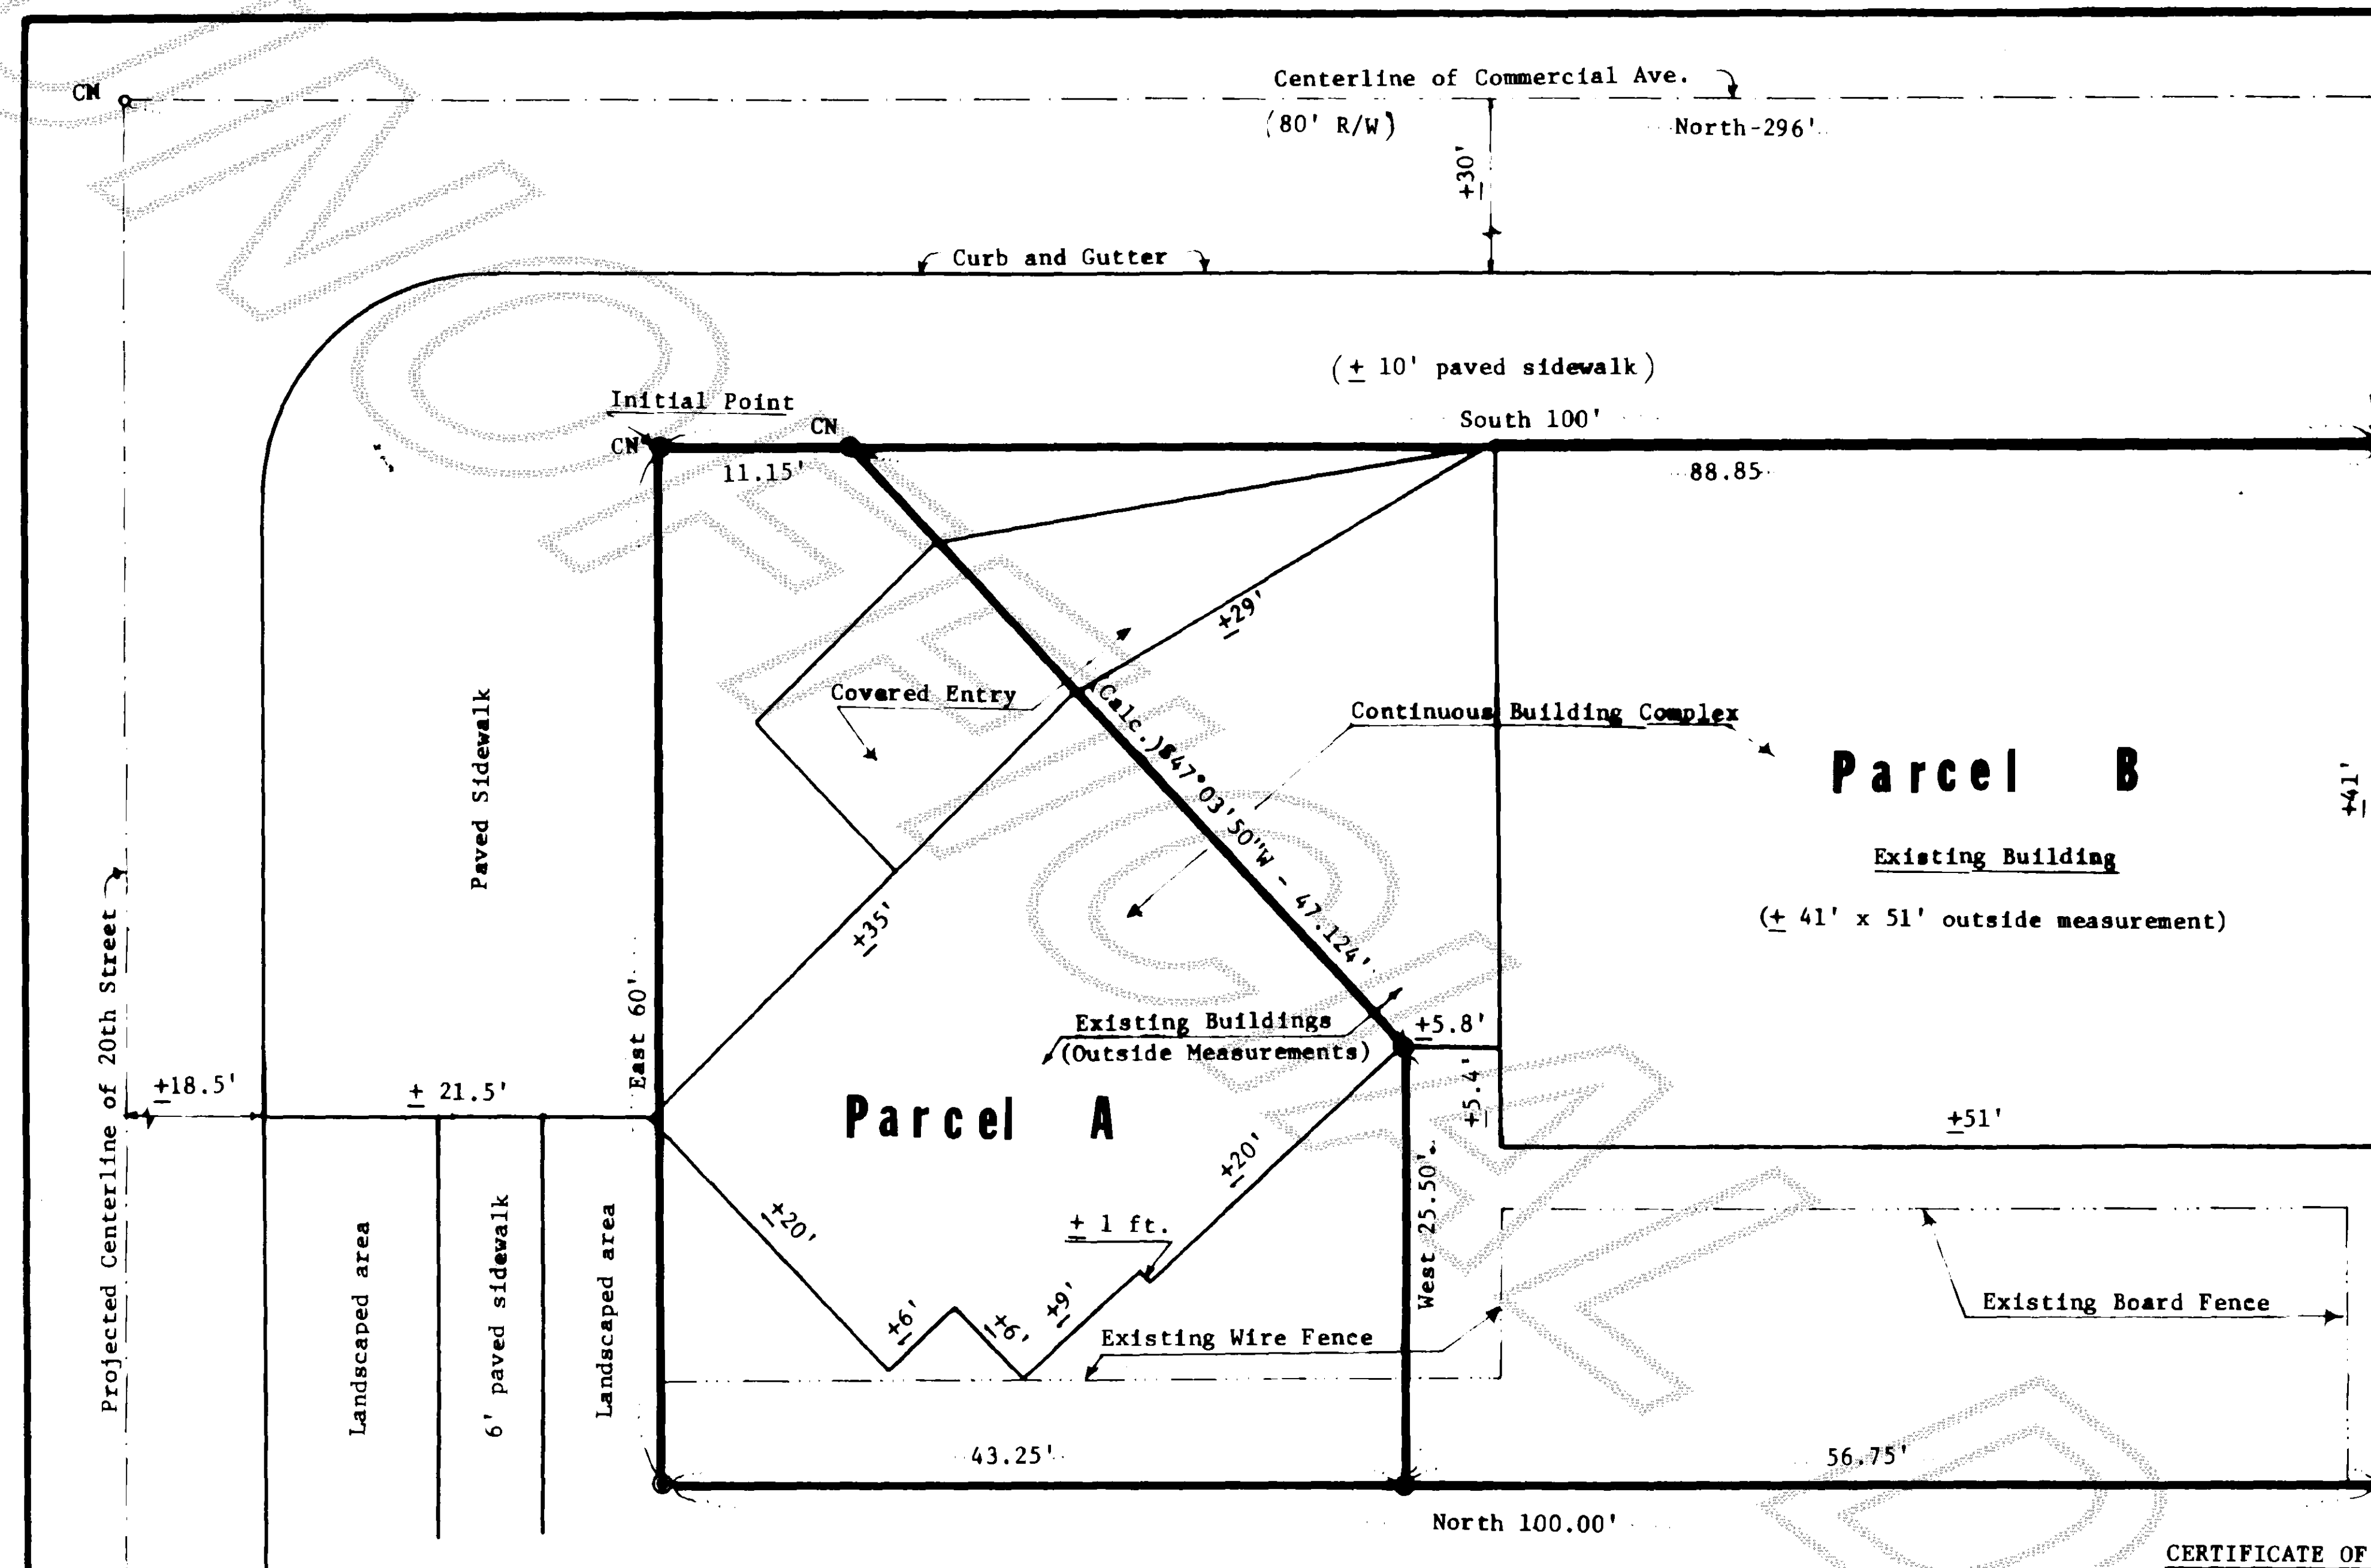 Centerline of Commercial Ave.
CN
(80' R/W)
North-296'
±30'
Curb and Gutter
(± 10' paved sidewalk)
Initial Point
South 100'
CN
CN
11.15'
88.85
±29'
Covered Entry
(Calc.)S47°03'50"W - 47.124'
Continuous Building Complex
Paved Sidewalk
Parcel B
±41'
Existing Building
(± 41' x 51' outside measurement)
±35'
Projected Centerline of 20th Street
East 60'
Existing Buildings
(Outside Measurements)
±5.8'
±18.5'
± 21.5'
Parcel A
±5.4'
±51'
±20'
±20'
± 1 ft.
West 25.50'
Landscaped area
6' paved sidewalk
Landscaped area
±6'
±6'
±9'
Existing Wire Fence
Existing Board Fence
43.25'
56.75'
North 100.00'
CERTIFICATE OF
UNOFFICIAL